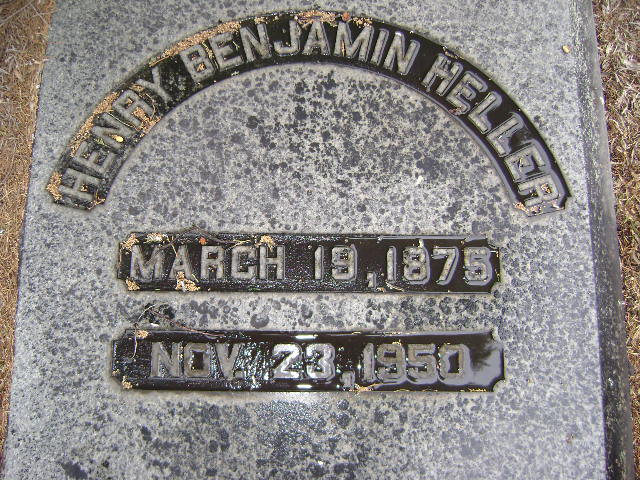 HENRY BENJAMIN HELLER
MARCH 19, 1875
NOV. 23, 1950